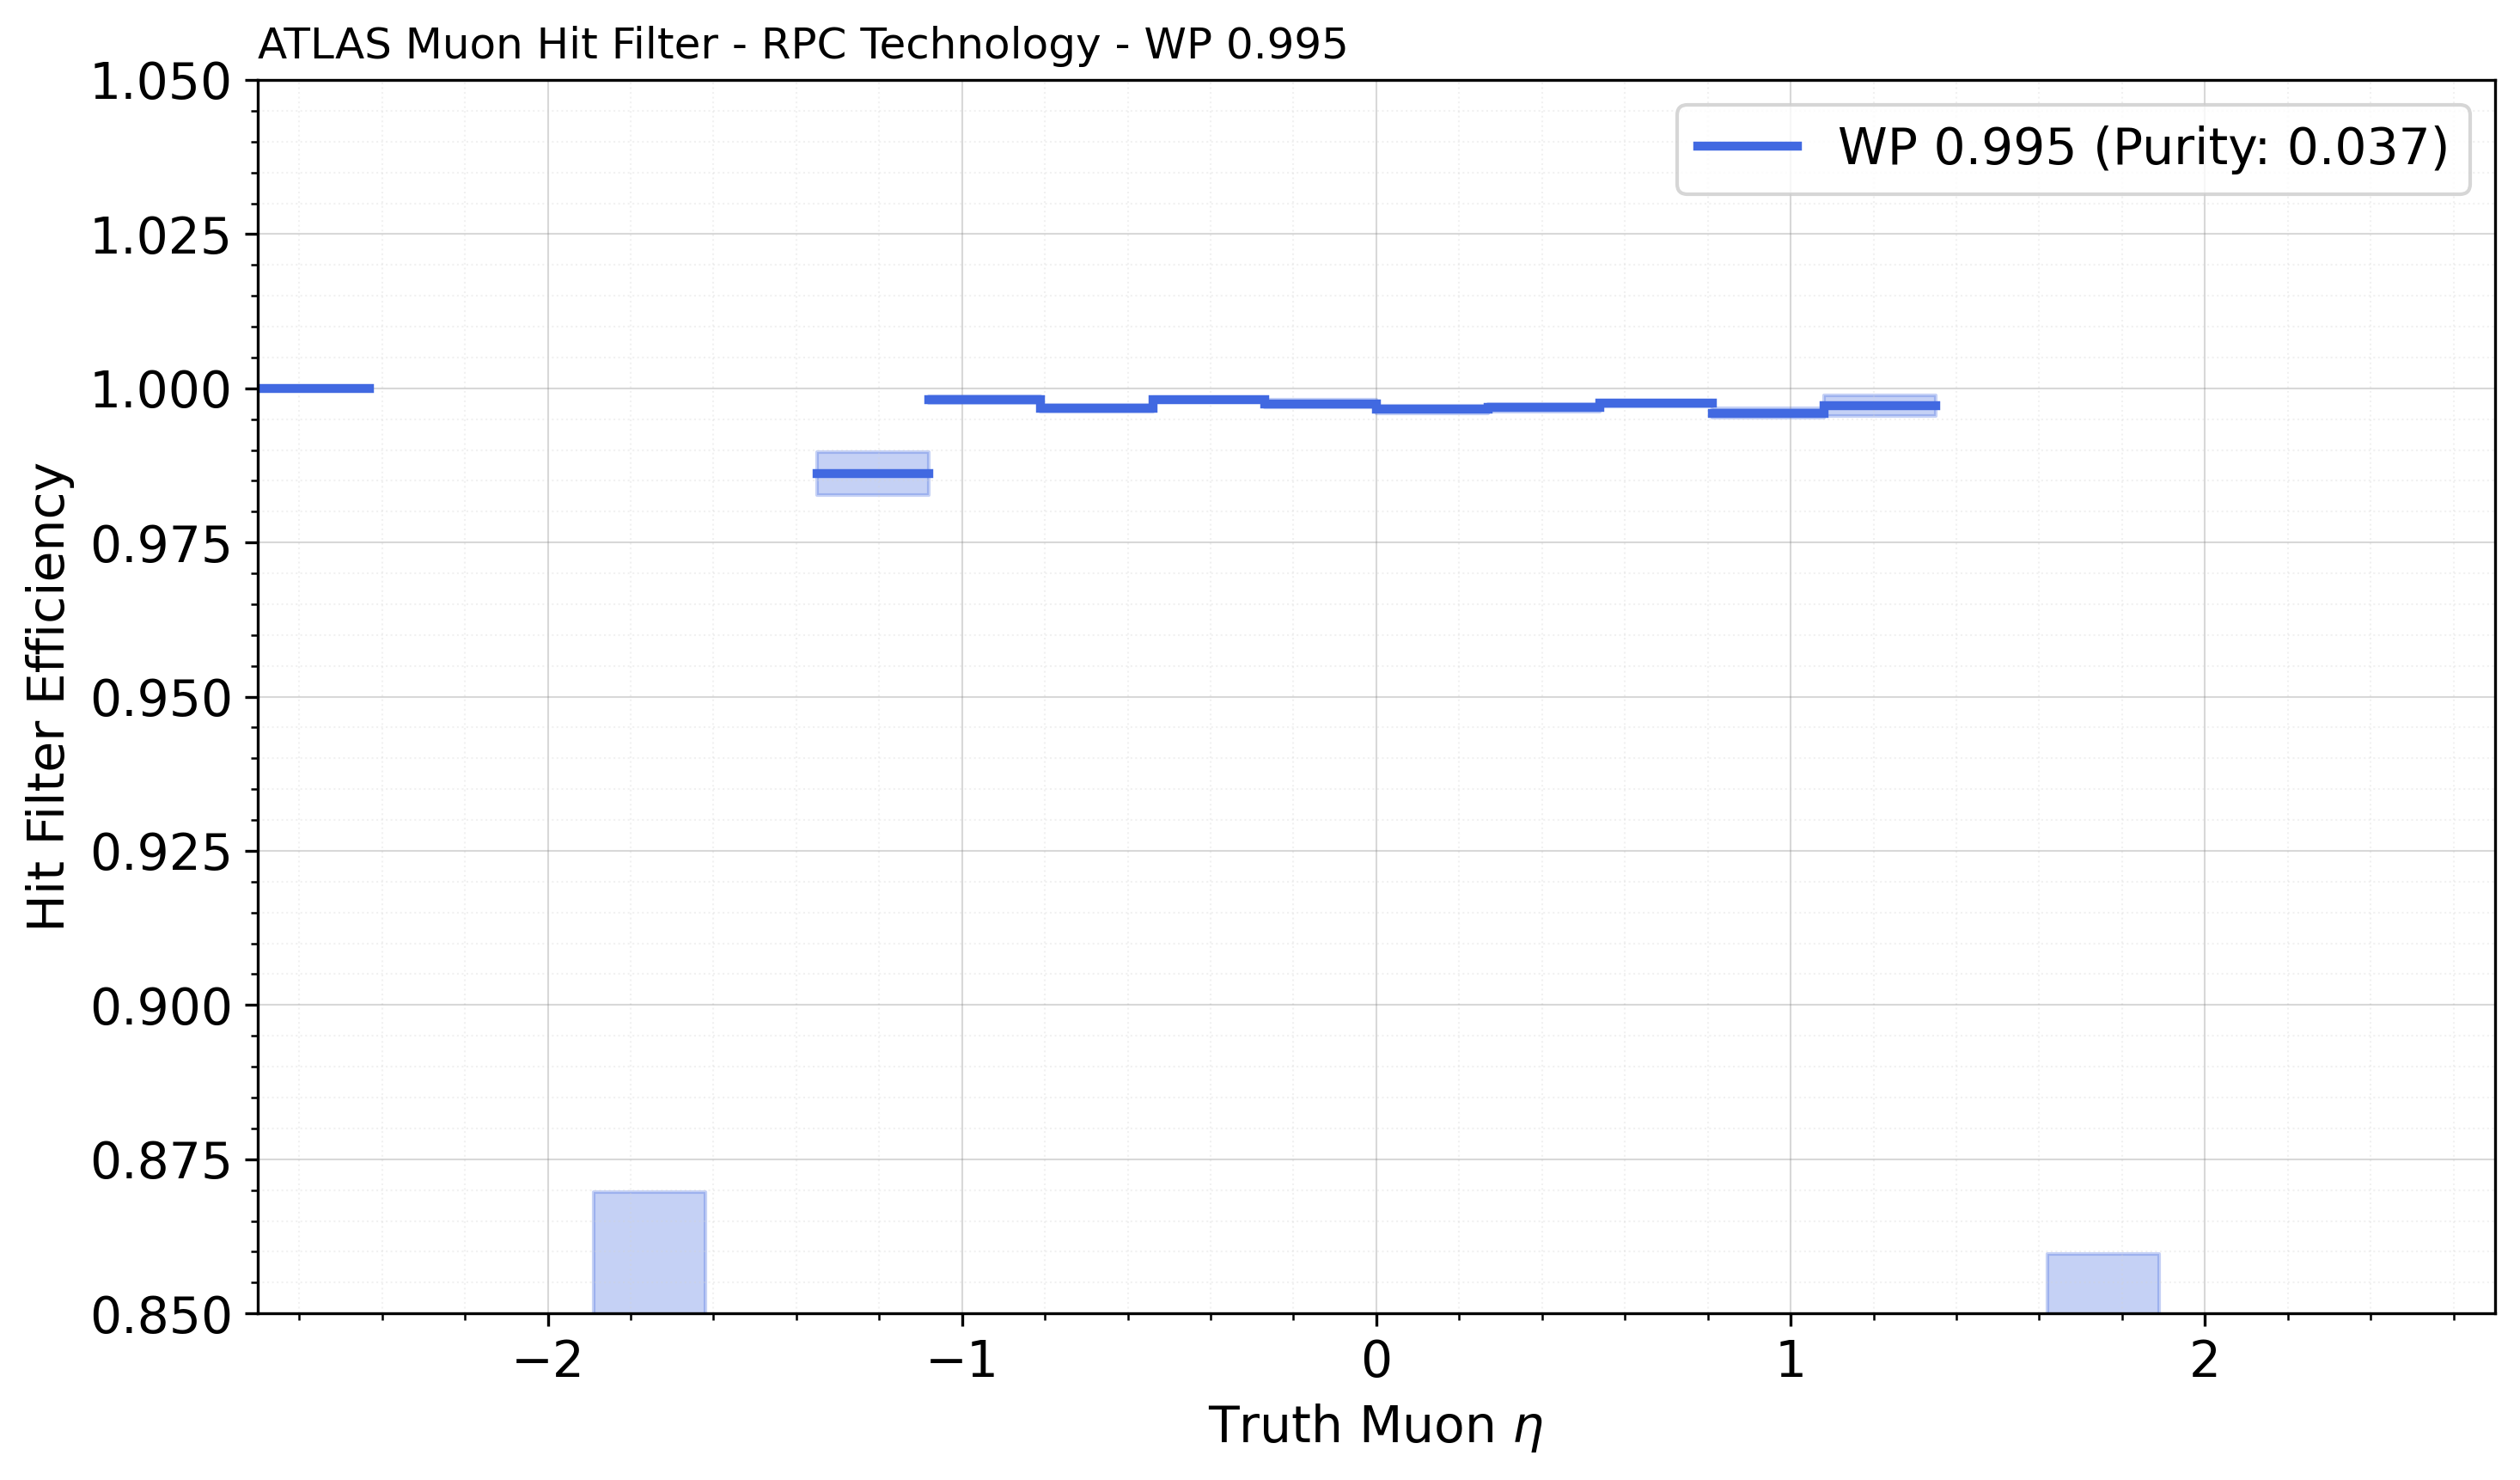 ATLAS Muon Hit Filter - RPC Technology - WP 0.995
1.050
WP 0.995 (Purity: 0.037)
1.025
1.000
0.975
0.950
0.925
0.900
0.875
0.850
Hit Filter Efficiency
−2 −1 0 1 2
Truth Muon η